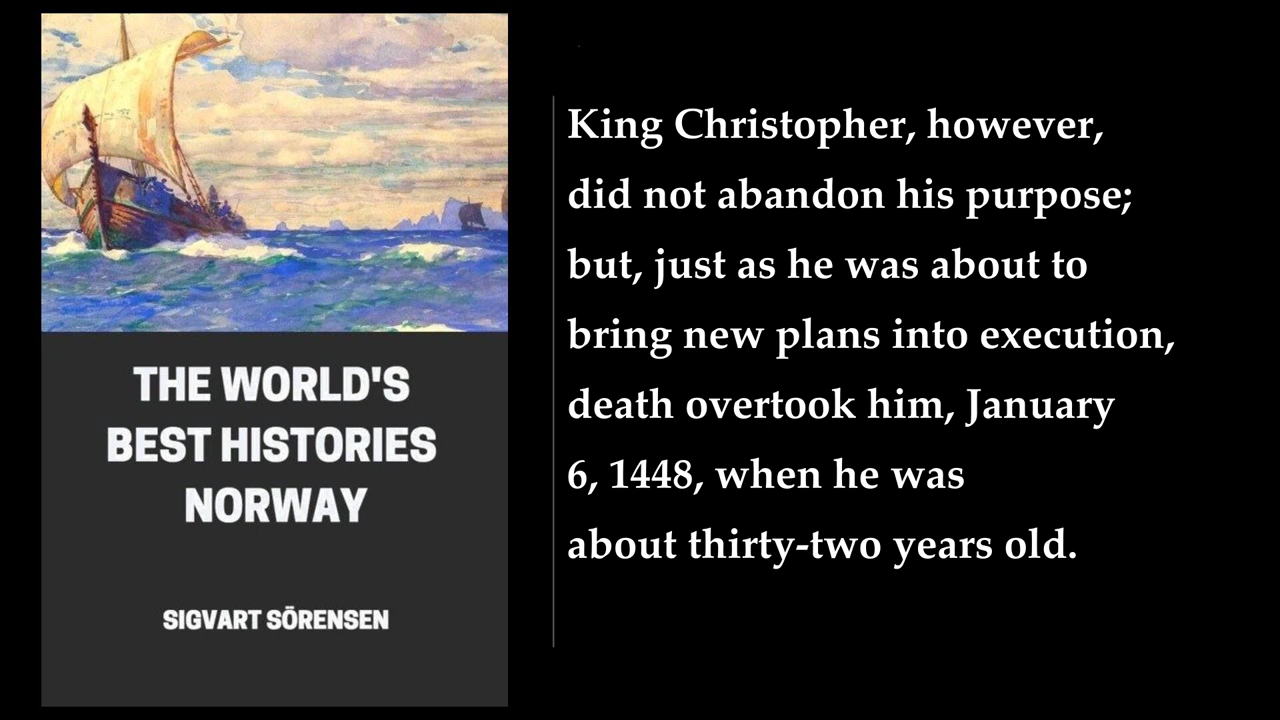 THE WORLD'S
BEST HISTORIES
NORWAY
SIGVART SÖRENSEN
King Christopher, however,
did not abandon his purpose;
but, just as he was about to
bring new plans into execution,
death overtook him, January
6, 1448, when he was
about thirty-two years old.